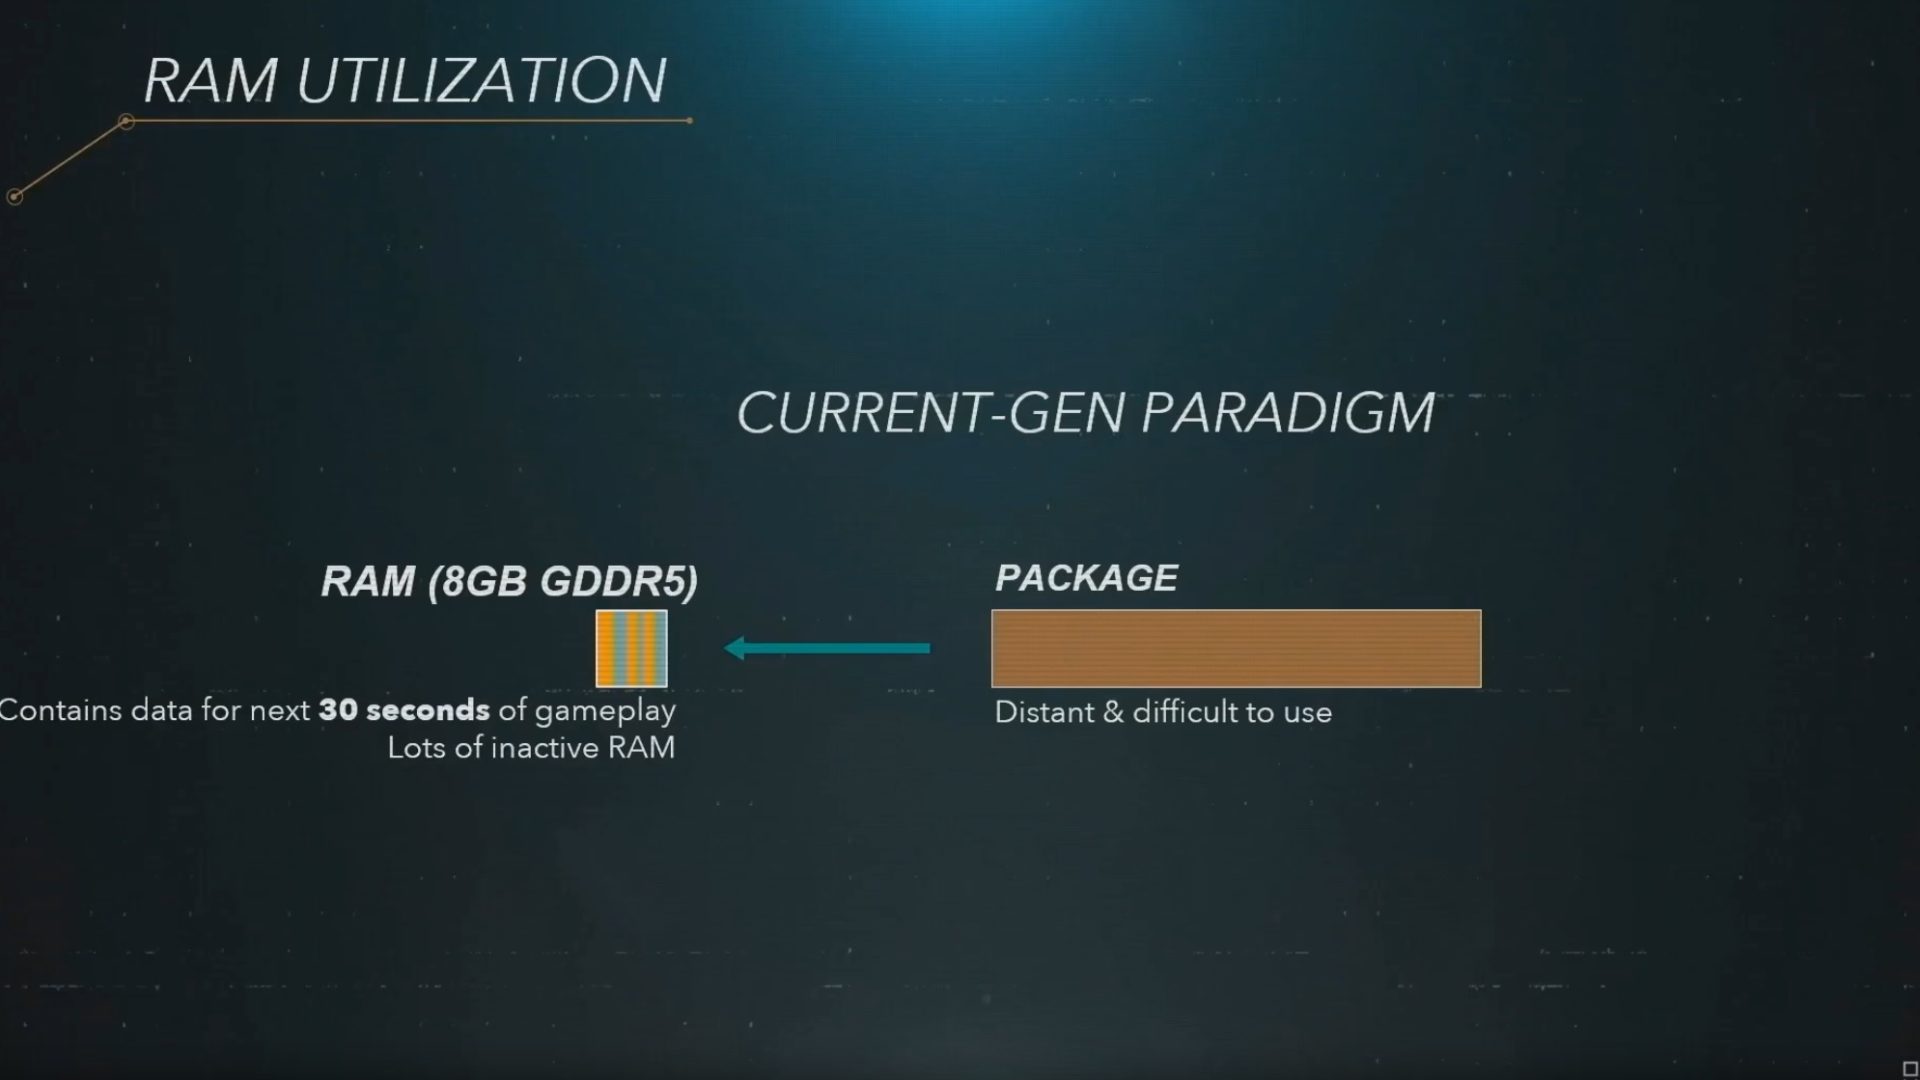 RAM UTILIZATION
CURRENT-GEN PARADIGM
RAM (8GB GDDR5)
Contains data for next 30 seconds of gameplay
Lots of inactive RAM
PACKAGE
Distant & difficult to use